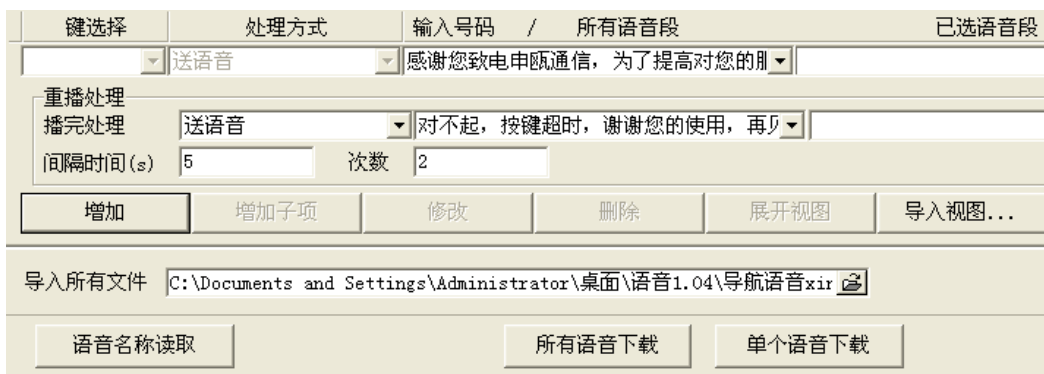 键选择 处理方式 输入号码 / 所有语音段 已选语音段
送语音 感谢您致电申瓯通信，为了提高对您的
重播处理
播完处理 送语音 对不起，按键超时，谢谢您的使用，再
间隔时间(s) 5 次数 2
增加 增加子项 修改 删除 展开视图 导入视图...
导入所有文件 C:\Documents and Settings\Administrator\桌面\语音1.04\导航语音xin
语音名称读取 所有语音下载 单个语音下载